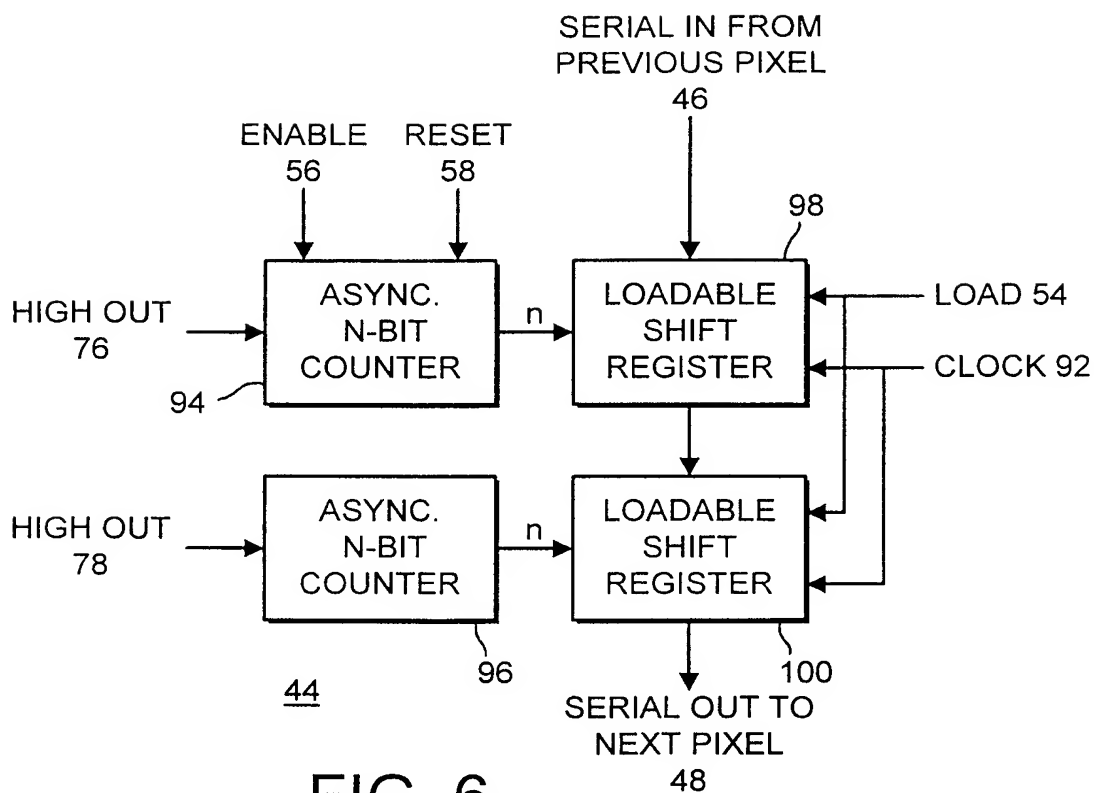 SERIAL IN FROM
PREVIOUS PIXEL
46
ENABLE
56
RESET
58
98
HIGH OUT
76
ASYNC.
N-BIT
COUNTER
n
LOADABLE
SHIFT
REGISTER
LOAD 54
CLOCK 92
94
HIGH OUT
78
ASYNC.
N-BIT
COUNTER
n
LOADABLE
SHIFT
REGISTER
96
100
44
SERIAL OUT TO
NEXT PIXEL
48
FIG. 6